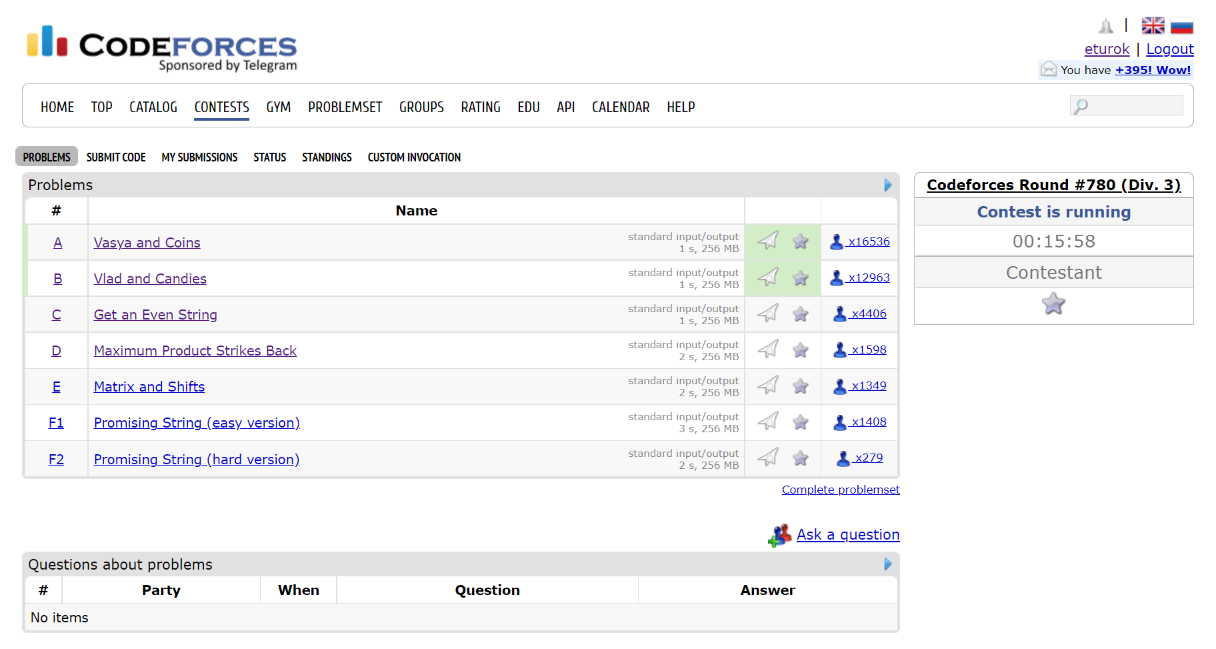 CODEFORCES
Sponsored by Telegram
|
eturok | Logout
You have +395! Wow!
HOME TOP CATALOG CONTESTS GYM PROBLEMSET GROUPS RATING EDU API CALENDAR HELP
PROBLEMS SUBMIT CODE MY SUBMISSIONS STATUS STANDINGS CUSTOM INVOCATION
Problems
# Name
A Vasya and Coins standard input/output
1 s, 256 MB x16536
B Vlad and Candies standard input/output
1 s, 256 MB x12963
C Get an Even String standard input/output
1 s, 256 MB x4406
D Maximum Product Strikes Back standard input/output
2 s, 256 MB x1598
E Matrix and Shifts standard input/output
2 s, 256 MB x1349
F1 Promising String (easy version) standard input/output
3 s, 256 MB x1408
F2 Promising String (hard version) standard input/output
2 s, 256 MB x279
Complete problemset
Ask a question
Questions about problems
# Party When Question Answer
No items
Codeforces Round #780 (Div. 3)
Contest is running
00:15:58
Contestant